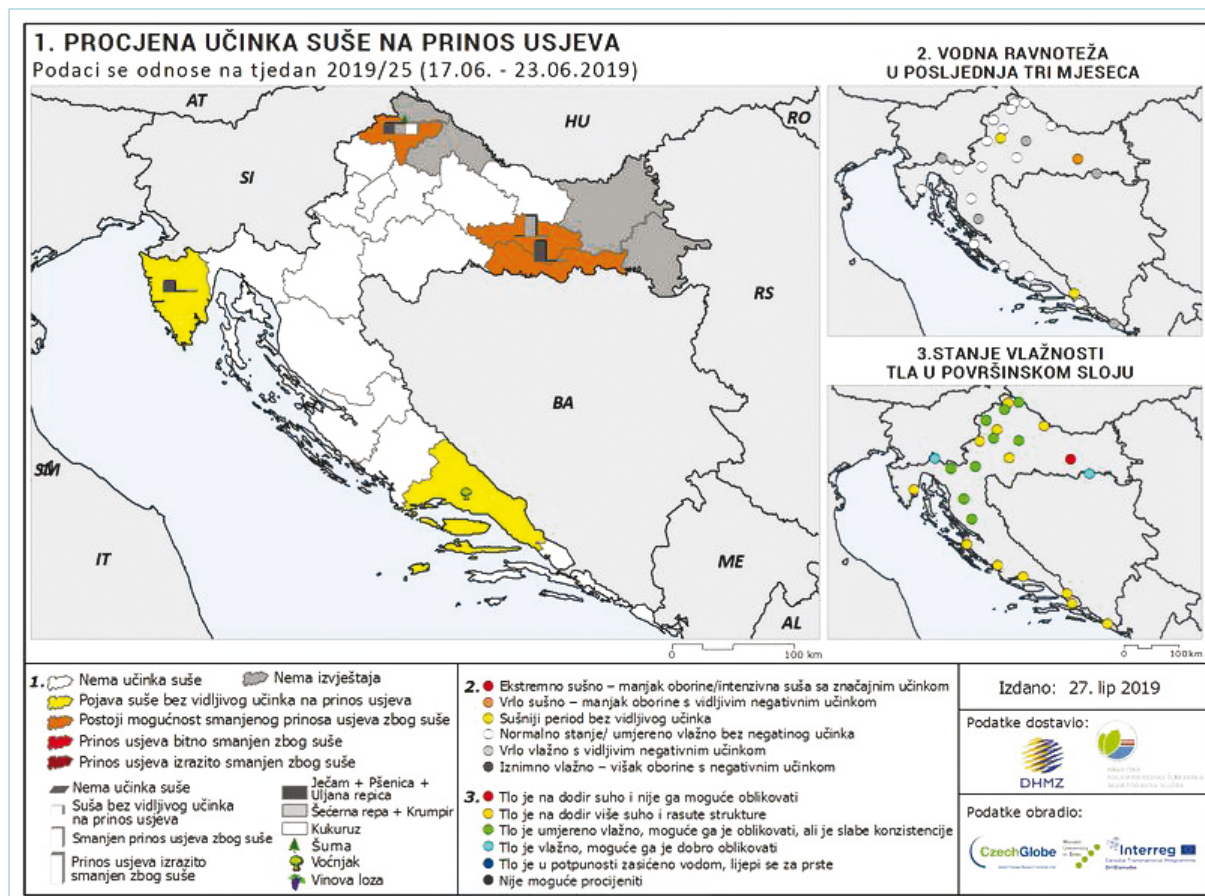 1. PROCJENA UČINKA SUŠE NA PRINOS USJEVA
Podaci se odnose na tjedan 2019/25 (17.06. - 23.06.2019)
AT
HU
RO
SI
RS
BA
SM
IT
ME
AL
0 100 km
2. VODNA RAVNOTEŽA
U POSLJEDNJA TRI MJESECA
3.STANJE VLAŽNOSTI
TLA U POVRŠINSKOM SLOJU
0 100km
1. Nema učinka suše
Nema izvještaja
Pojava suše bez vidljivog učinka na prinos usjeva
Postoji mogućnost smanjenog prinosa usjeva zbog suše
Prinos usjeva bitno smanjen zbog suše
Prinos usjeva izrazito smanjen zbog suše
Nema učinka suše
Suša bez vidljivog učinka
na prinos usjeva
Smanjen prinos usjeva zbog suše
Prinos usjeva izrazito
smanjen zbog suše
Ječam + Pšenica +
Uljana repica
Šećerna repa + Krumpir
Kukuruz
Šuma
Voćnjak
Vinova loza
2. Ekstremno sušno – manjak oborine/intenzivna suša sa značajnim učinkom
Vrlo sušno – manjak oborine s vidljivim negativnim učinkom
Sušniji period bez vidljivog učinka
Normalno stanje/ umjereno vlažno bez negatinog učinka
Vrlo vlažno s vidljivim negativnim učinkom
Iznimno vlažno – višak oborine s negativnim učinkom
3. Tlo je na dodir suho i nije ga moguće oblikovati
Tlo je na dodir više suho i rasute strukture
Tlo je umjereno vlažno, moguće ga je oblikovati, ali je slabe konzistencije
Tlo je vlažno, moguće ga je dobro oblikovati
Tlo je u potpunosti zasićeno vodom, lijepi se za prste
Nije moguće procijeniti
Izdano: 27. lip 2019
Podatke dostavio:
DHMZ
Podatke obradio:
CzechGlobe
Mendel
University
in Brno
Interreg
Danube Transnational Programme
DriDanube